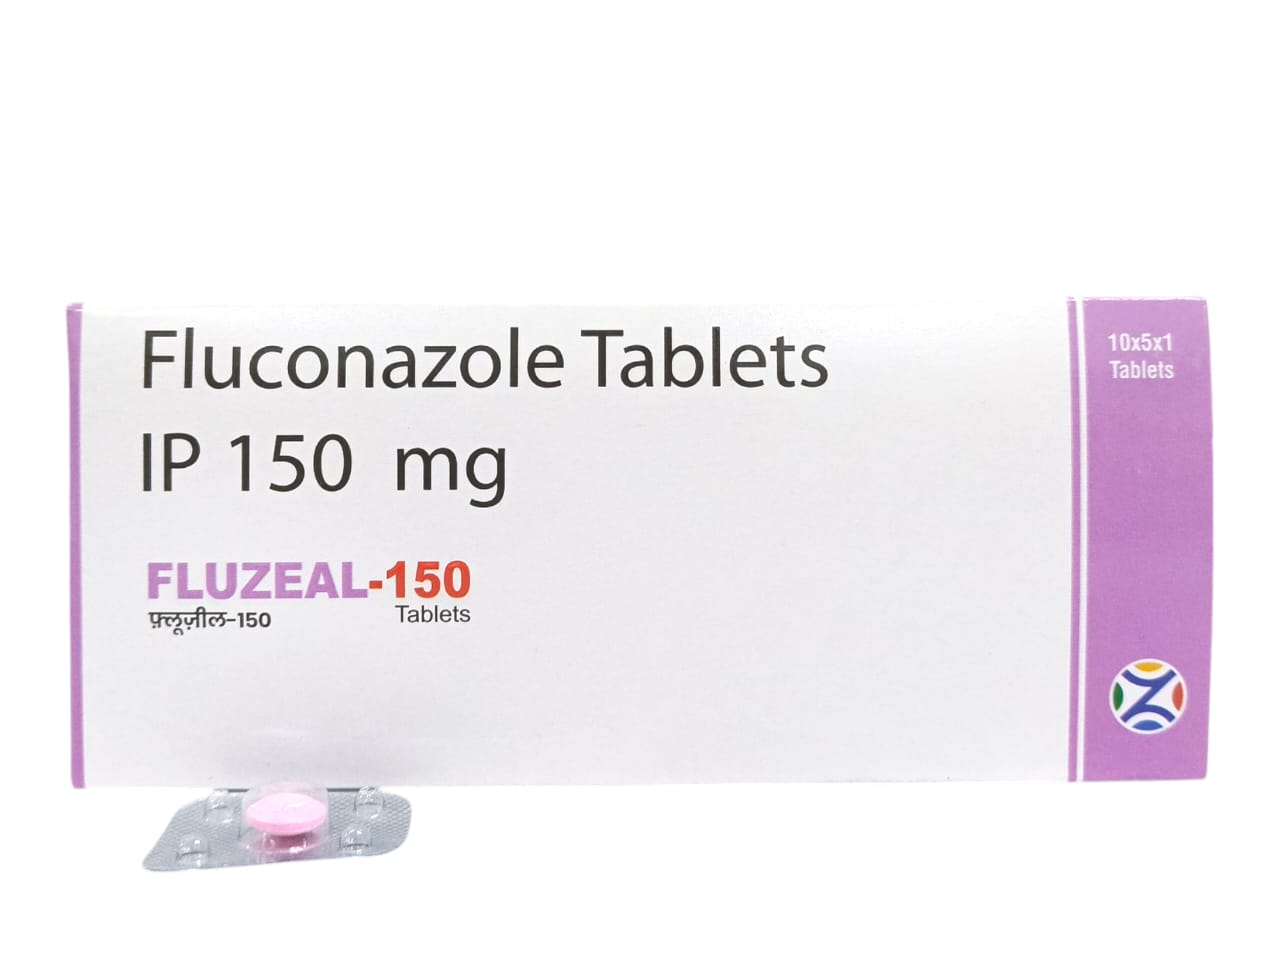 Fluconazole Tablets
IP 150 mg
FLUZEAL-150
फ़्लूज़ील-150
Tablets
10x5x1
Tablets